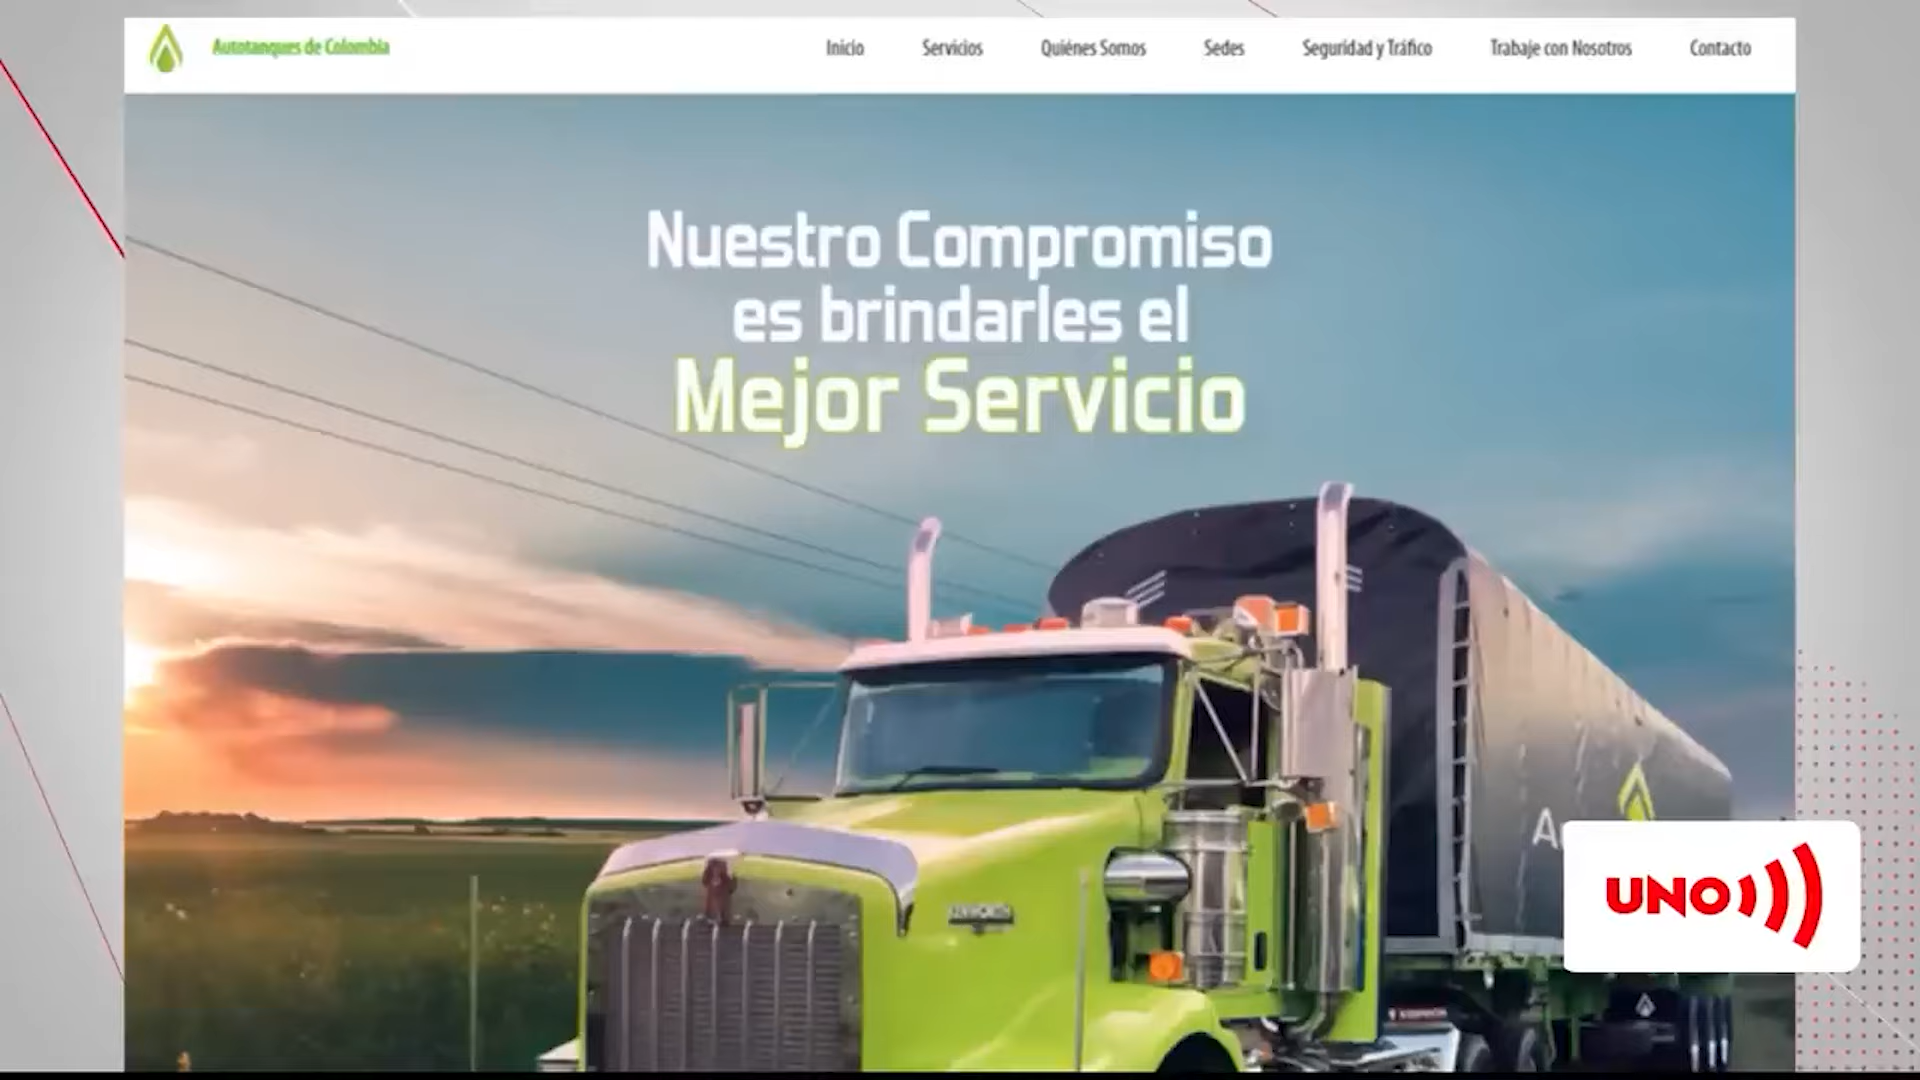 Autotanques de Colombia
Inicio
Servicios
Quiénes Somos
Sedes
Seguridad y Tráfico
Trabaje con Nosotros
Contacto
Nuestro Compromiso
es brindarles el
Mejor Servicio
KENWORTH
A
UNO